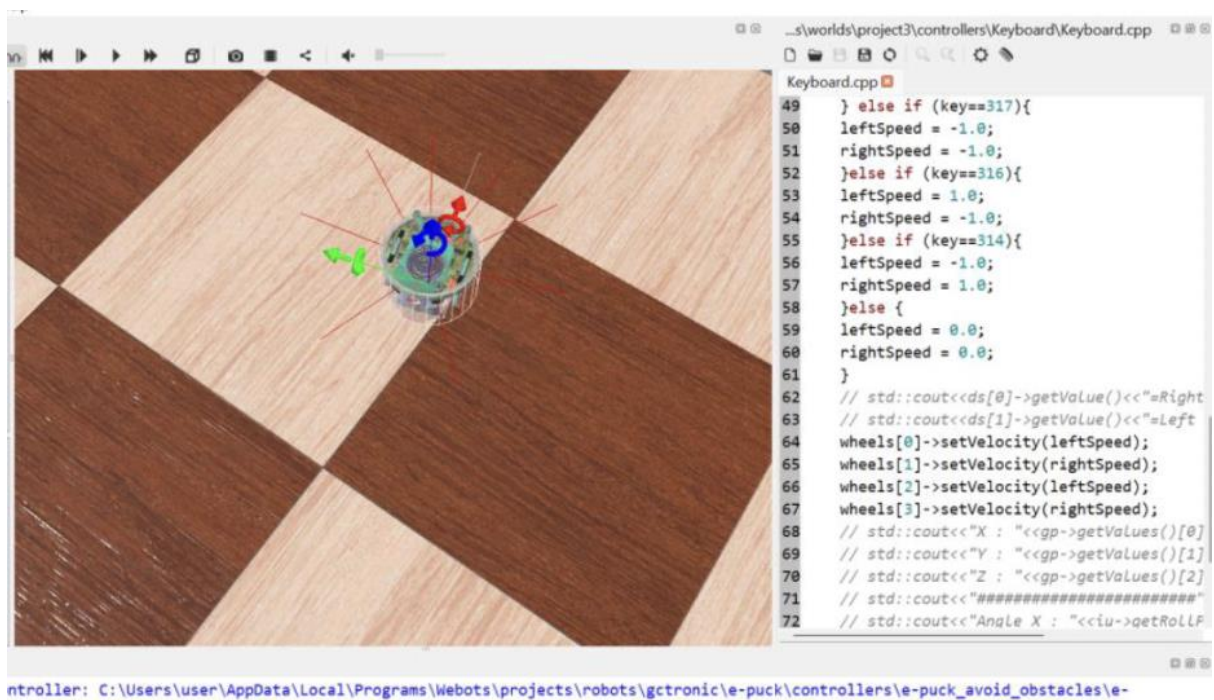 ...s\worlds\project3\controllers\Keyboard\Keyboard.cpp
Keyboard.cpp
49 } else if (key==317){
50 leftSpeed = -1.0;
51 rightSpeed = -1.0;
52 }else if (key==316){
53 leftSpeed = 1.0;
54 rightSpeed = -1.0;
55 }else if (key==314){
56 leftSpeed = -1.0;
57 rightSpeed = 1.0;
58 }else {
59 leftSpeed = 0.0;
60 rightSpeed = 0.0;
61 }
62 // std::cout<<ds[0]->getValue()<<"=Right
63 // std::cout<<ds[1]->getValue()<<"=Left
64 wheels[0]->setVelocity(leftSpeed);
65 wheels[1]->setVelocity(rightSpeed);
66 wheels[2]->setVelocity(leftSpeed);
67 wheels[3]->setVelocity(rightSpeed);
68 // std::cout<<"X : "<<gp->getValues()[0]
69 // std::cout<<"Y : "<<gp->getValues()[1]
70 // std::cout<<"Z : "<<gp->getValues()[2]
71 // std::cout<<"########################"
72 // std::cout<<"Angle X : "<<iu->getRollP
ntroller: C:\Users\user\AppData\Local\Programs\Webots\projects\robots\gctronic\e-puck\controllers\e-puck_avoid_obstacles\e-